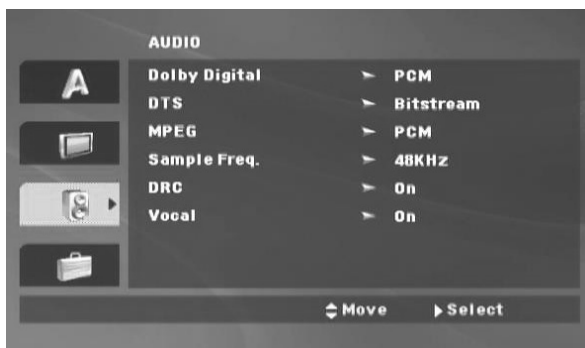 AUDIO
A
Dolby Digital PCM
DTS Bitstream
MPEG PCM
Sample Freq. 48KHz
DRC On
Vocal On
Move Select